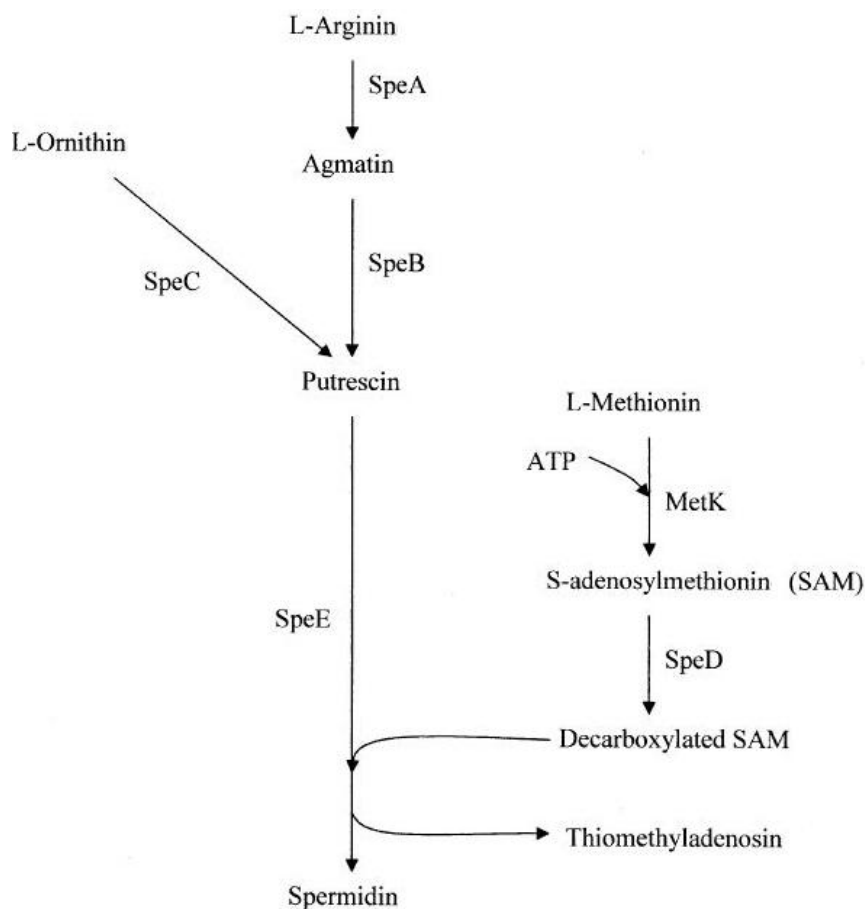 L-Arginin
SpeA
L-Ornithin
Agmatin
SpeB
SpeC
Putrescin
L-Methionin
ATP
MetK
S-adenosylmethionin (SAM)
SpeE
SpeD
Decarboxylated SAM
Thiomethyladenosin
Spermidin